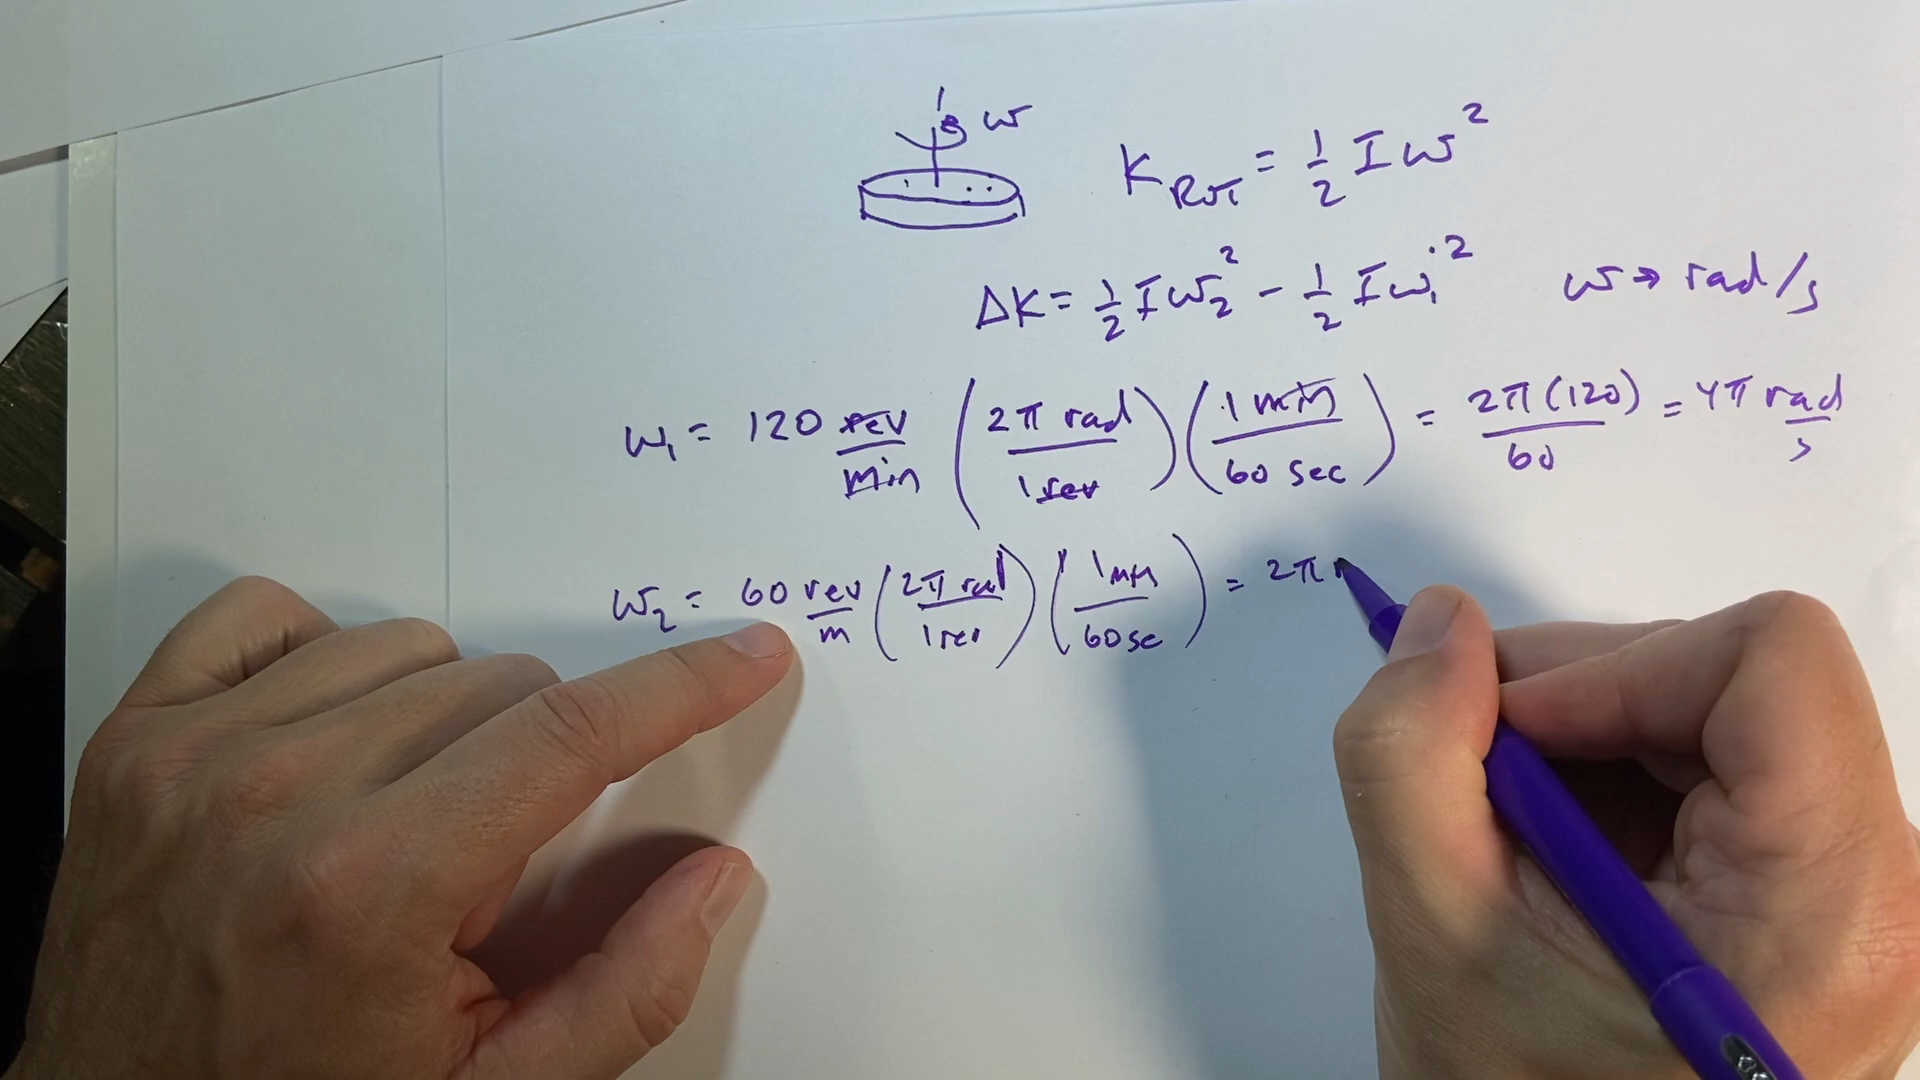 ω
K_Rot = 1/2 I ω²
ΔK = 1/2 I ω₂² - 1/2 I ω₁² ω → rad/s
ω₁ = 120 rev/min (2π rad / 1 rev) (1 min / 60 sec) = 2π(120)/60 = 4π rad/s
ω₂ = 60 rev/m (2π rad / 1 rev) (1 min / 60 sec) = 2π